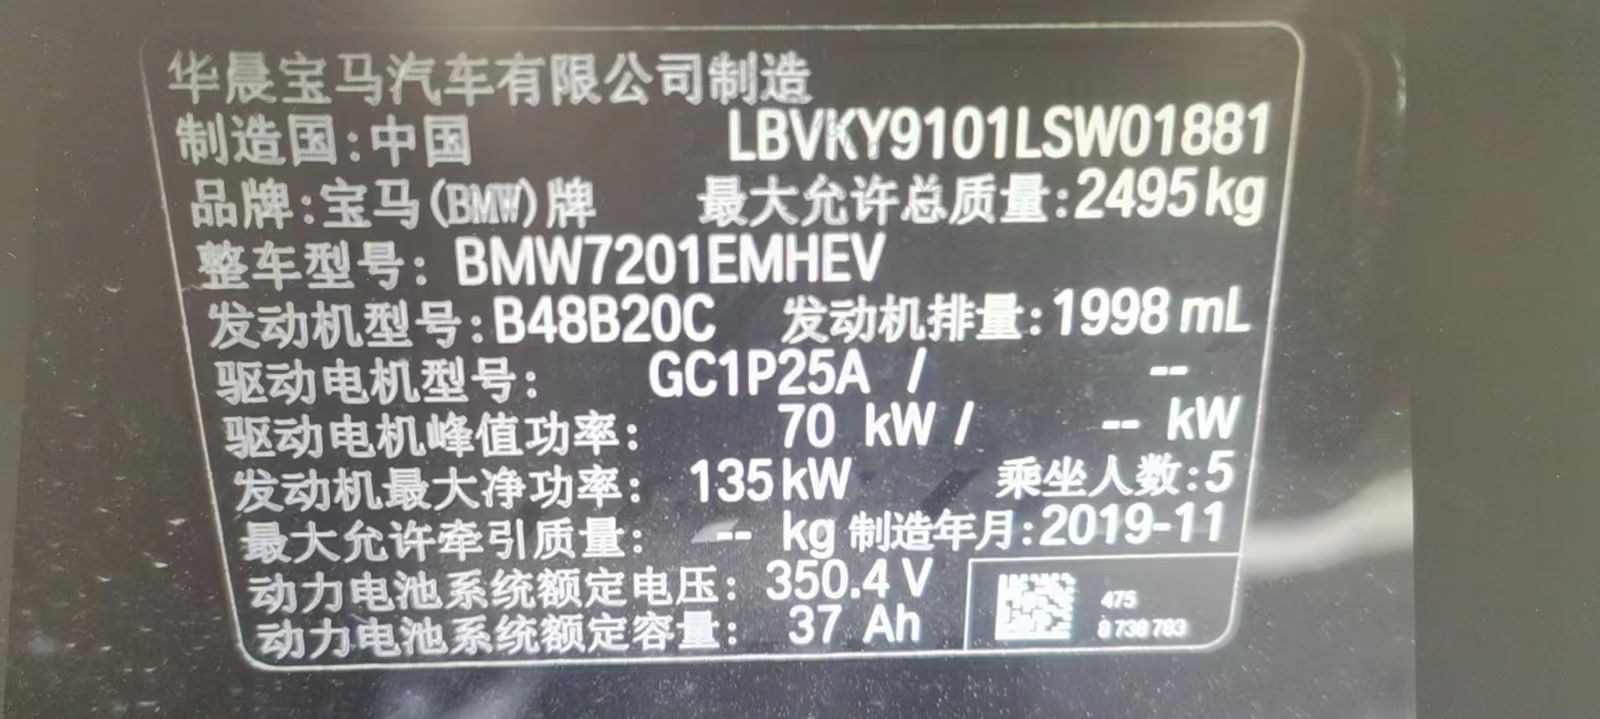 华晨宝马汽车有限公司制造
制造国:中国 LBVKY9101LSW01881
品牌:宝马(BMW)牌 最大允许总质量:2495kg
整车型号: BMW7201EMHEV
发动机型号:B48B20C 发动机排量:1998 mL
驱动电机型号: GC1P25A / --
驱动电机峰值功率: 70 kW / -- kW
发动机最大净功率: 135kW 乘坐人数:5
最大允许牵引质量: -- kg 制造年月:2019-11
动力电池系统额定电压: 350.4 V
动力电池系统额定容量: 37 Ah
475
8 738 783